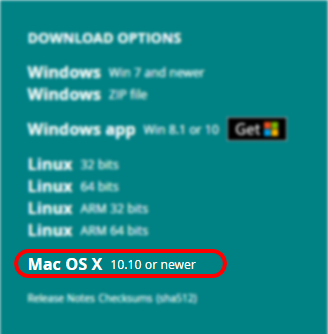 DOWNLOAD OPTIONS
Windows Win 7 and newer
Windows ZIP file
Windows app Win 8.1 or 10 Get
Linux 32 bits
Linux 64 bits
Linux ARM 32 bits
Linux ARM 64 bits
Mac OS X 10.10 or newer
Release Notes Checksums (sha512)